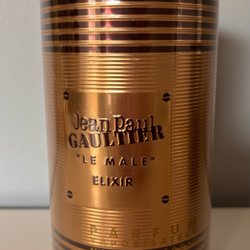 Jean Paul
GAULTIER
"LE MALE"
ELIXIR
PARFUM